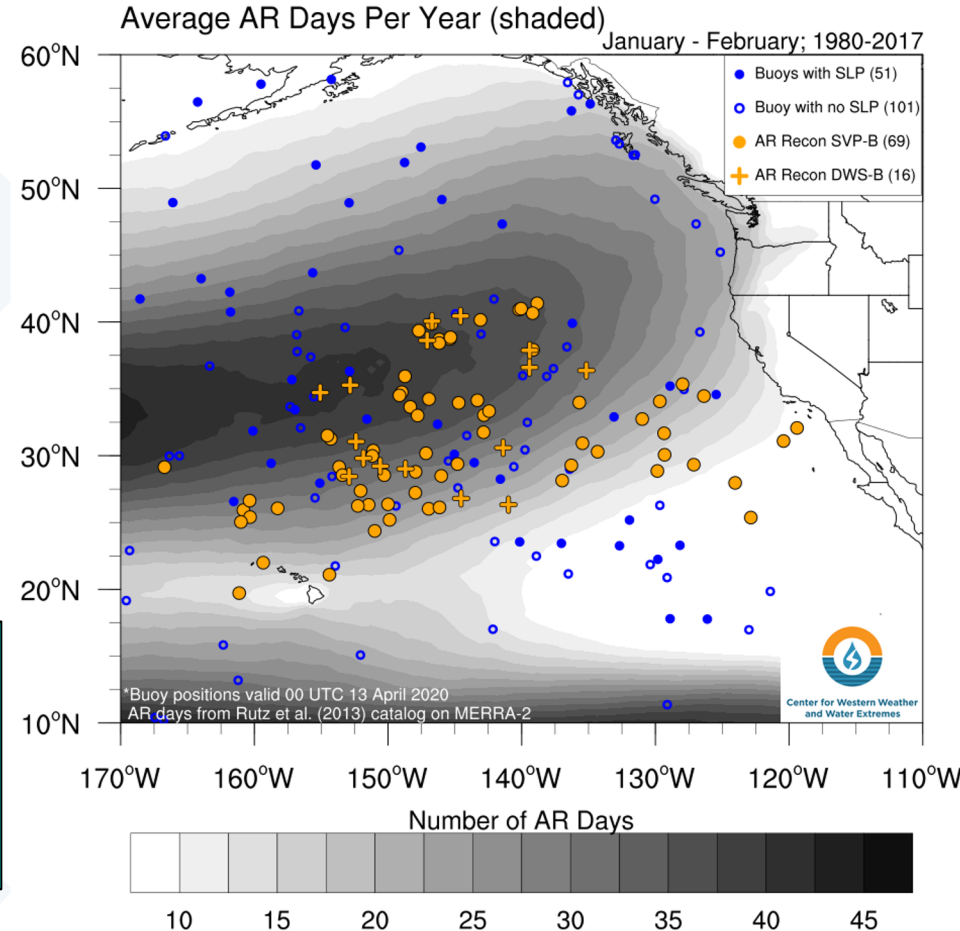 Average AR Days Per Year (shaded)
January - February; 1980-2017
60°N
50°N
40°N
30°N
20°N
10°N
Buoys with SLP (51)
Buoy with no SLP (101)
AR Recon SVP-B (69)
AR Recon DWS-B (16)
*Buoy positions valid 00 UTC 13 April 2020
AR days from Rutz et al. (2013) catalog on MERRA-2
Center for Western Weather
and Water Extremes
170°W 160°W 150°W 140°W 130°W 120°W 110°W
Number of AR Days
10 15 20 25 30 35 40 45